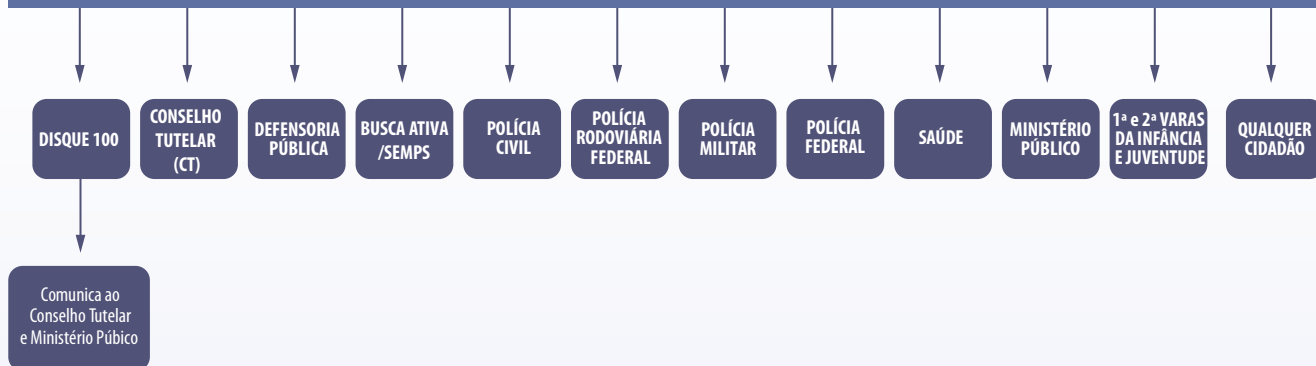 DISQUE 100
CONSELHO
TUTELAR
(CT)
DEFENSORIA
PÚBLICA
BUSCA ATIVA
/SEMPS
POLÍCIA
CIVIL
POLÍCIA
RODOVIÁRIA
FEDERAL
POLÍCIA
MILITAR
POLÍCIA
FEDERAL
SAÚDE
MINISTÉRIO
PÚBLICO
1ª e 2ª VARAS
DA INFÂNCIA
E JUVENTUDE
QUALQUER
CIDADÃO
Comunica ao
Conselho Tutelar
e Ministério Púbico